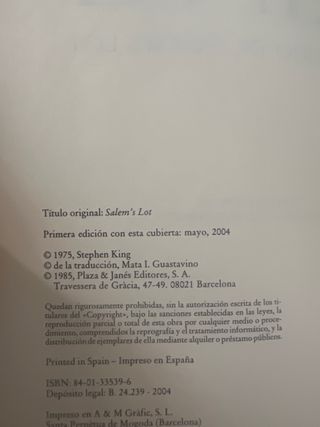 Título original: Salem's Lot
Primera edición con esta cubierta: mayo, 2004
© 1975, Stephen King
© de la traducción, Mata I. Guastavino
© 1985, Plaza & Janés Editores, S. A.
Travessera de Gràcia, 47-49. 08021 Barcelona
Quedan rigurosamente prohibidas, sin la autorización escrita de los ti-
tulares del «Copyright», bajo las sanciones establecidas en las leyes, la
reproducción parcial o total de esta obra por cualquier medio o proce-
dimiento, comprendidos la reprografía y el tratamiento informático, y la
distribución de ejemplares de ella mediante alquiler o préstamo públicos.
Printed in Spain – Impreso en España
ISBN: 84-01-33539-6
Depósito legal: B. 24.239 - 2004
Impreso en A & M Gràfic, S. L.
Santa Perpètua de Mogoda (Barcelona)